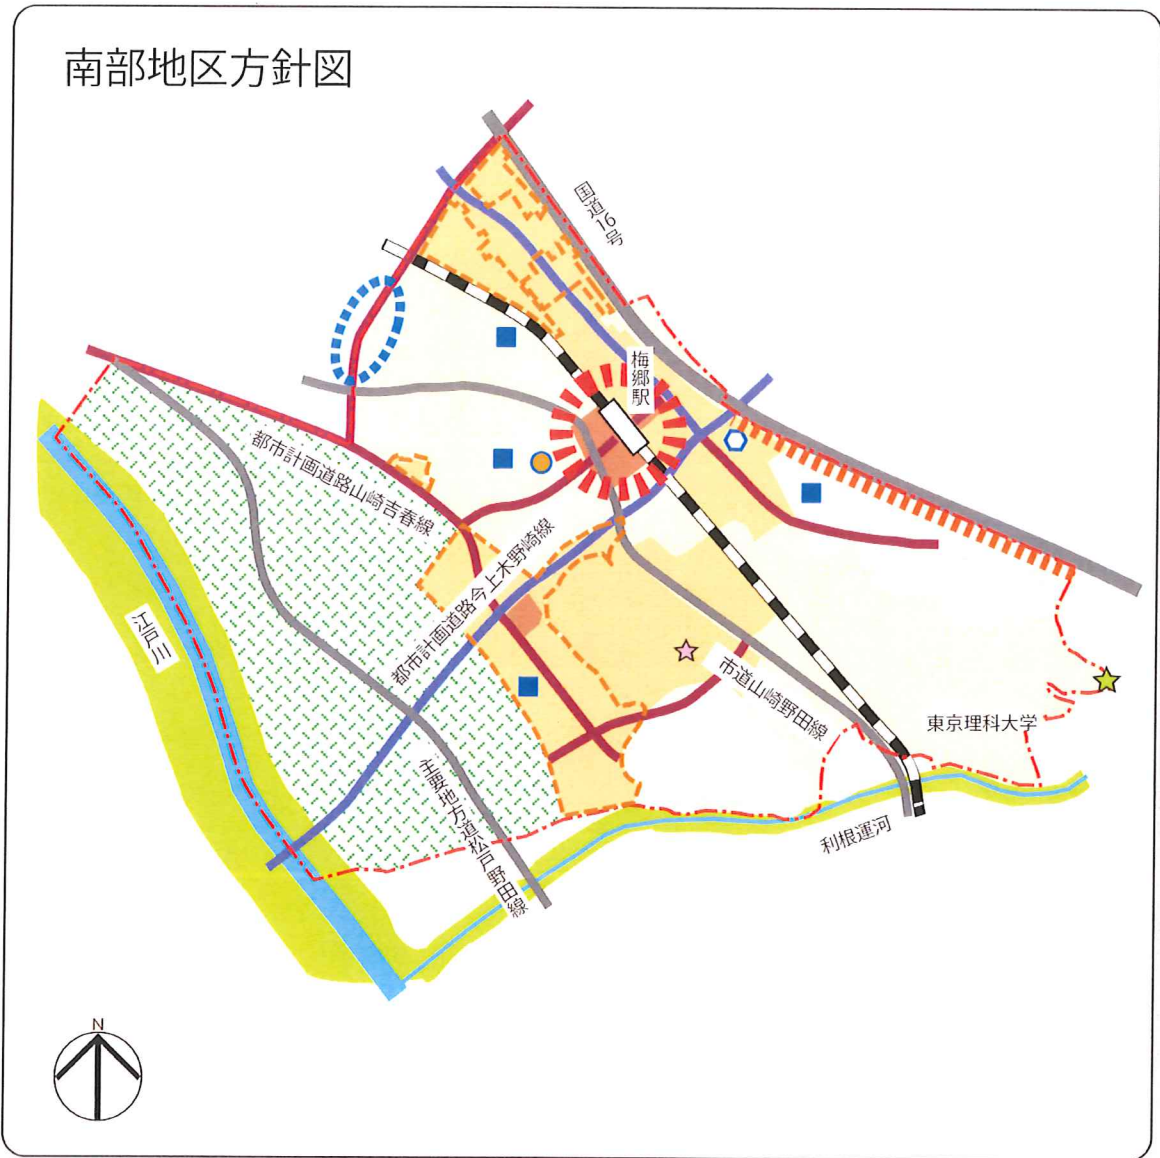 南部地区方針図
国道16号
梅郷駅
都市計画道路山崎吉春線
都市計画道路今上木野崎線
江戸川
市道山崎野田線
東京理科大学
主要地方道松戸野田線
利根運河
N